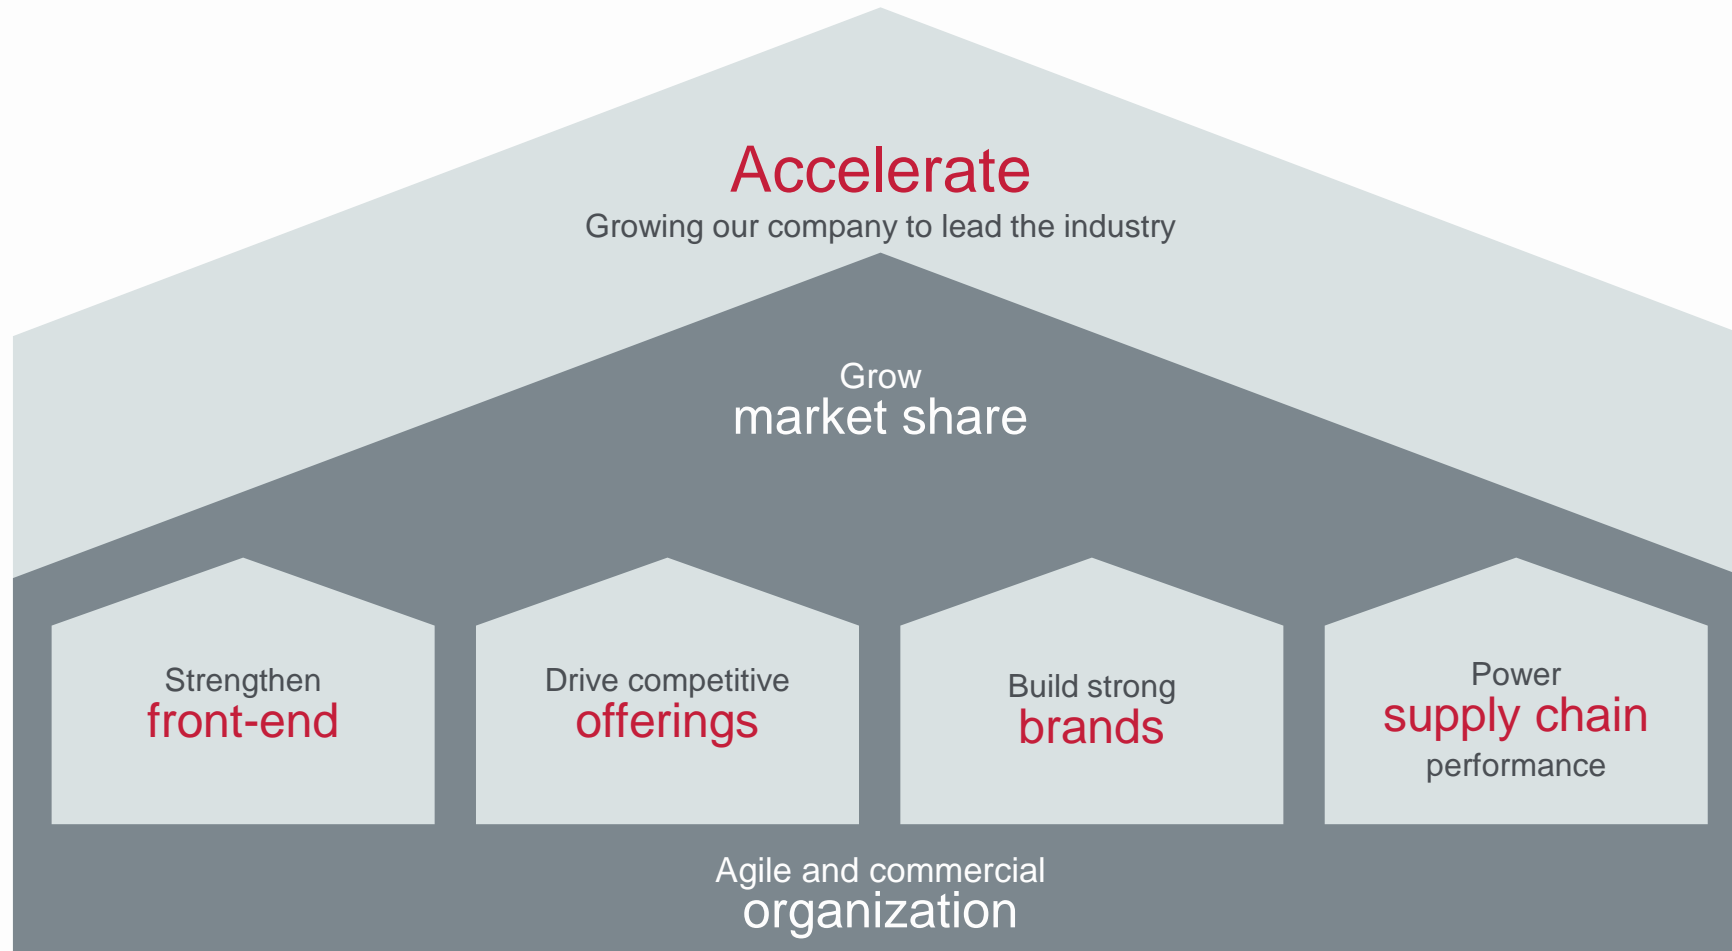 Accelerate
Growing our company to lead the industry
Grow
market share
Strengthen
front-end
Drive competitive
offerings
Build strong
brands
Power
supply chain
performance
Agile and commercial
organization